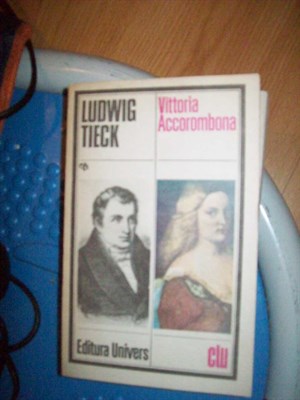 LUDWIG
TIECK
Vittoria
Accorombona
Editura Univers
clu